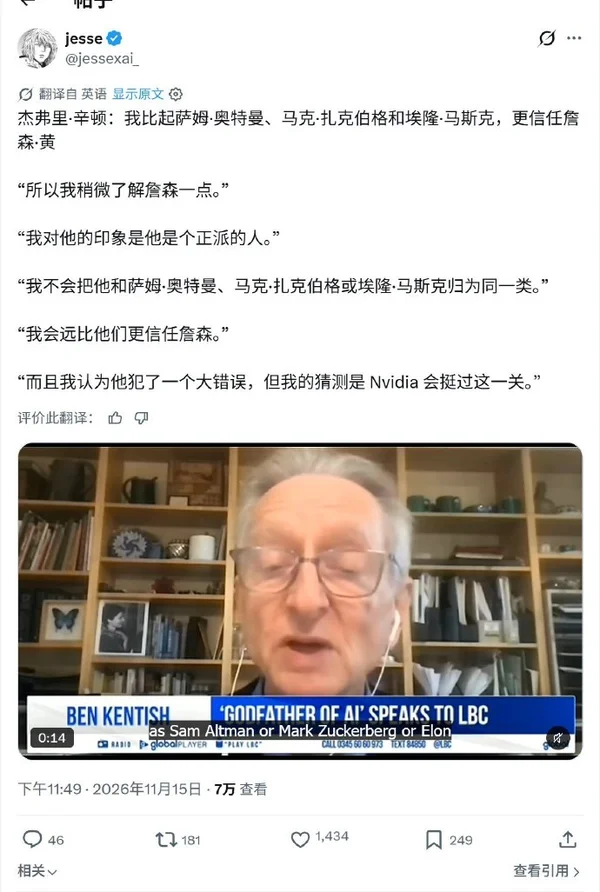 帖子
jesse
@jessexai_
翻译自 英语 显示原文
杰弗里·辛顿：我比起萨姆·奥特曼、马克·扎克伯格和埃隆·马斯克，更信任詹
森·黄
“所以我稍微了解詹森一点。”
“我对他的印象是他是个正派的人。”
“我不会把他和萨姆·奥特曼、马克·扎克伯格或埃隆·马斯克归为同一类。”
“我会远比他们更信任詹森。”
“而且我认为他犯了一个大错误，但我的猜测是 Nvidia 会挺过这一关。”
评价此翻译：
BEN KENTISH
‘GODFATHER OF AI’ SPEAKS TO LBC
0:14
as Sam Altman or Mark Zuckerberg or Elon
RADIO globalPLAYER "PLAY LBC" CALL 0345 60 60 973 TEXT 84850 @LBC
下午11:49 · 2026年11月15日 · 7万 查看
46 181 1,434 249
相关 查看引用